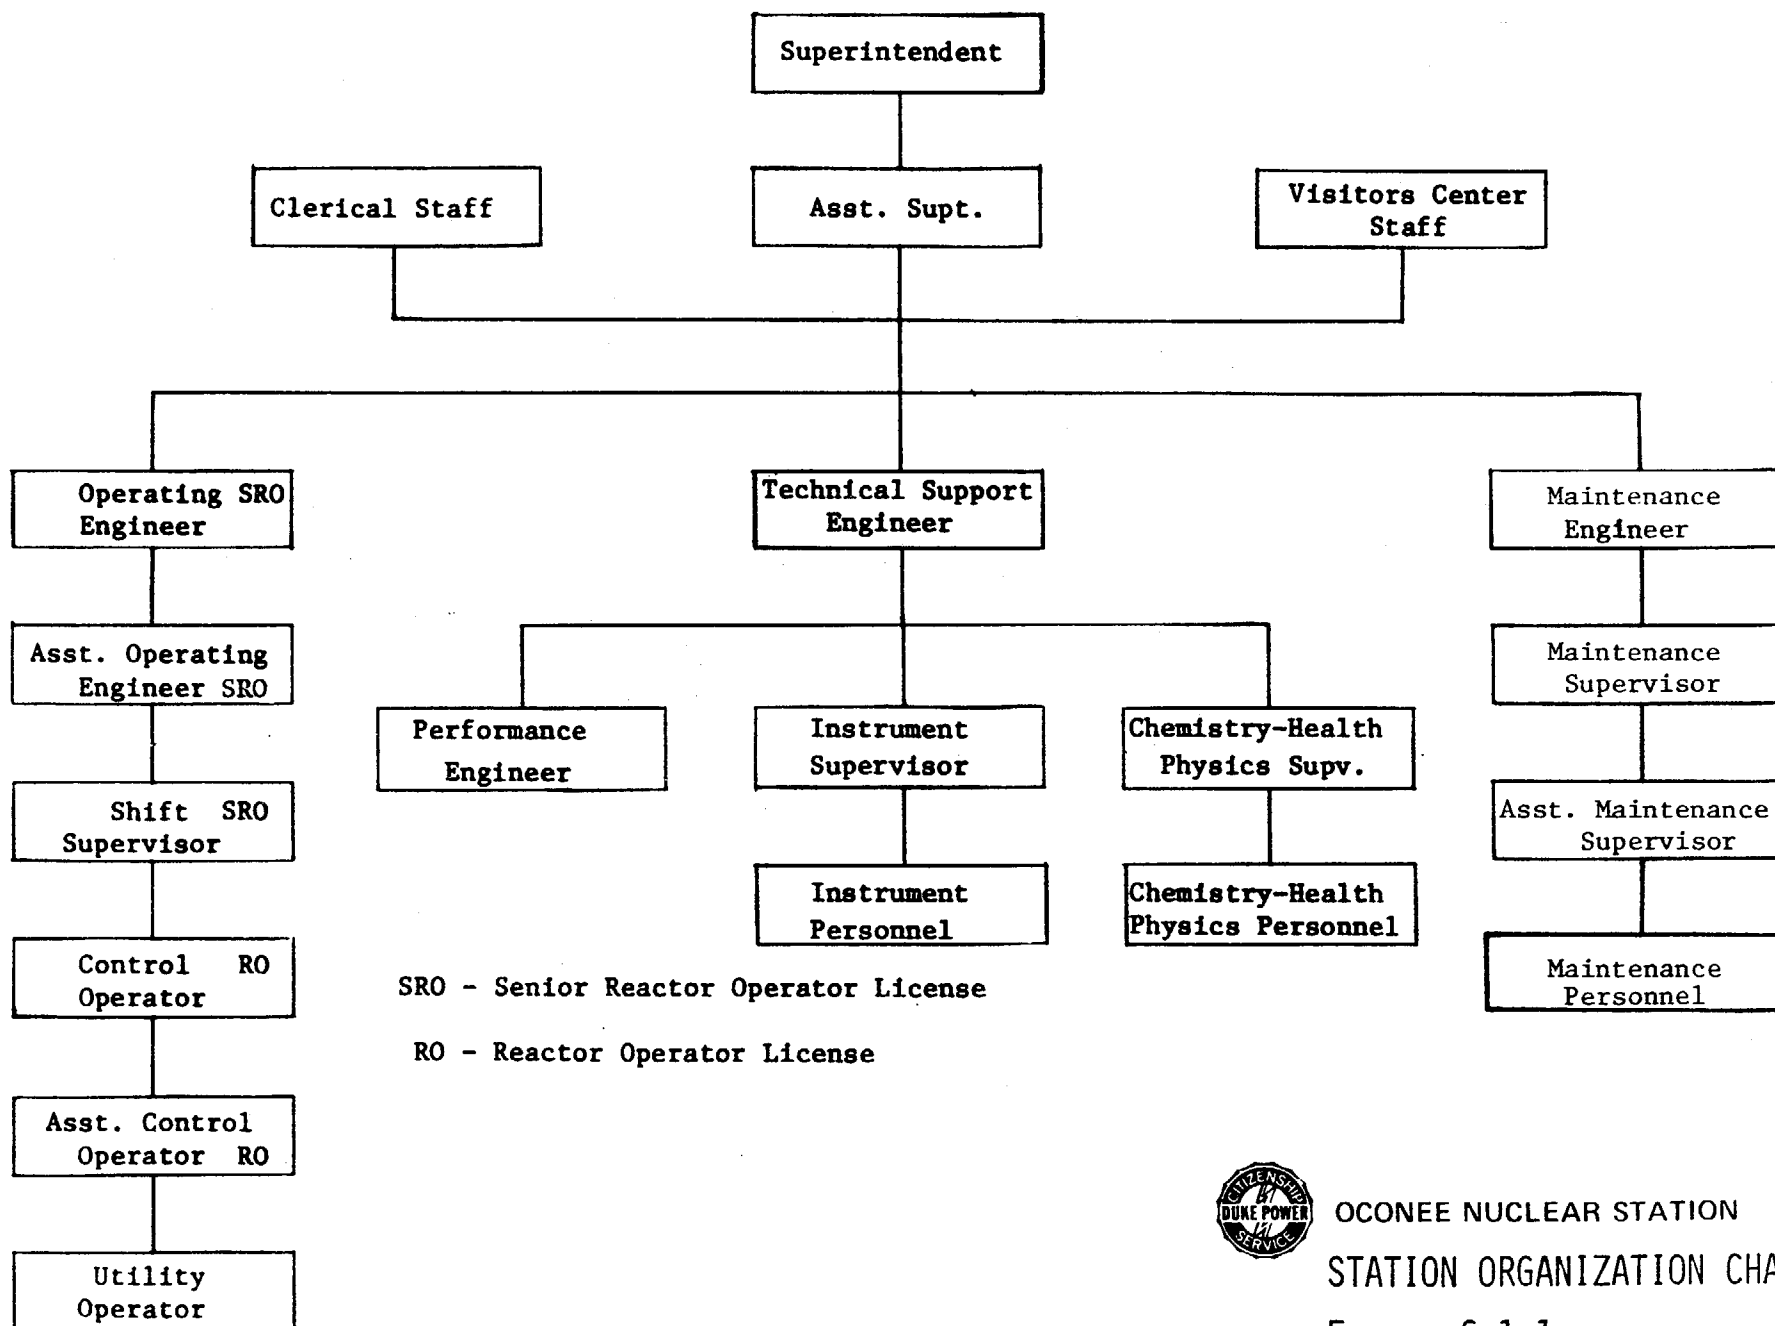 Superintendent
Clerical Staff
Asst. Supt.
Visitors Center
Staff
Operating SRO
Engineer
Technical Support
Engineer
Maintenance
Engineer
Asst. Operating
Engineer SRO
Maintenance
Supervisor
Performance
Engineer
Instrument
Supervisor
Chemistry-Health
Physics Supv.
Shift SRO
Supervisor
Asst. Maintenance
Supervisor
Instrument
Personnel
Chemistry-Health
Physics Personnel
Control RO
Operator
Maintenance
Personnel
SRO - Senior Reactor Operator License
RO - Reactor Operator License
Asst. Control
Operator RO
Utility
Operator
CITIZENSHIP
DUKE POWER
SERVICE
OCONEE NUCLEAR STATION
STATION ORGANIZATION